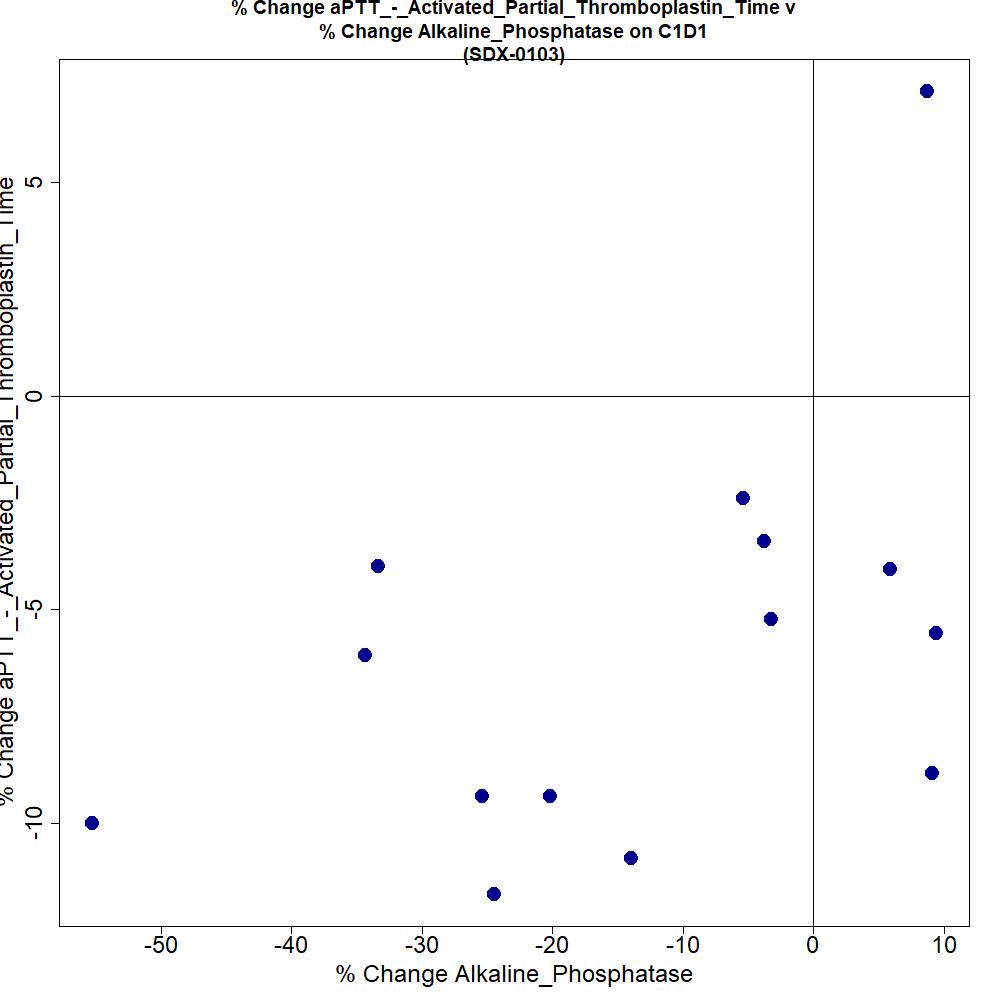 % Change aPTT_-_Activated_Partial_Thromboplastin_Time v
% Change Alkaline_Phosphatase on C1D1
(SDX-0103)
% Change aPTT_-_Activated_Partial_Thromboplastin_Time
5
0
-5
-10
-50 -40 -30 -20 -10 0 10
% Change Alkaline_Phosphatase